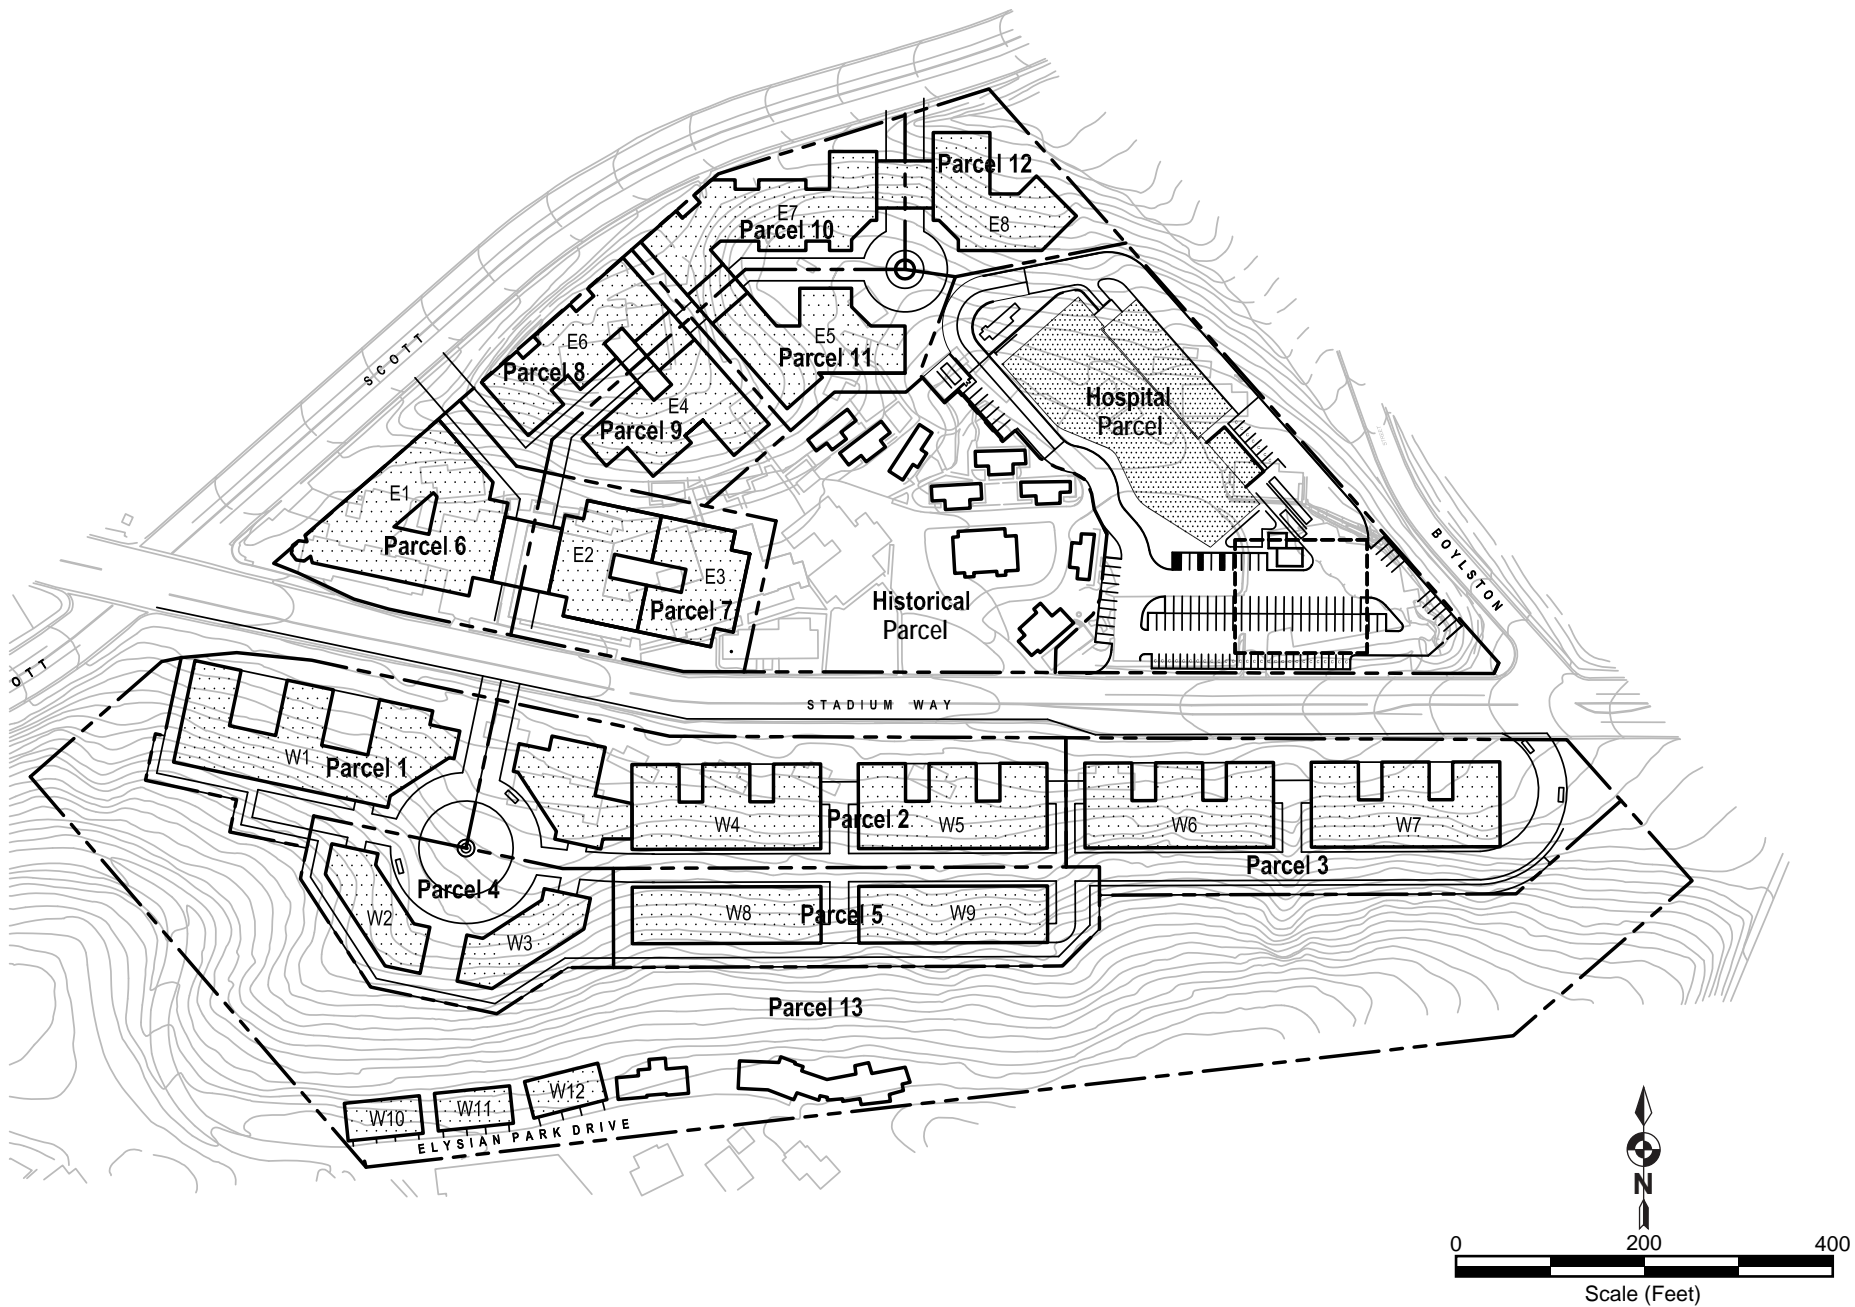 Parcel 12
E7
Parcel 10
E8
SCOTT
E6
E5
Parcel 8
Parcel 11
E4
Parcel 9
Hospital
Parcel
E1
Parcel 6
E2
E3
Parcel 7
BOYLSTON
Historical
Parcel
OTT
STADIUM WAY
W1
Parcel 1
W4
Parcel 2
W5
W6
W7
Parcel 3
Parcel 4
W2
W3
W8
Parcel 5
W9
Parcel 13
W10
W11
W12
ELYSIAN PARK DRIVE
N
0
200
400
Scale (Feet)